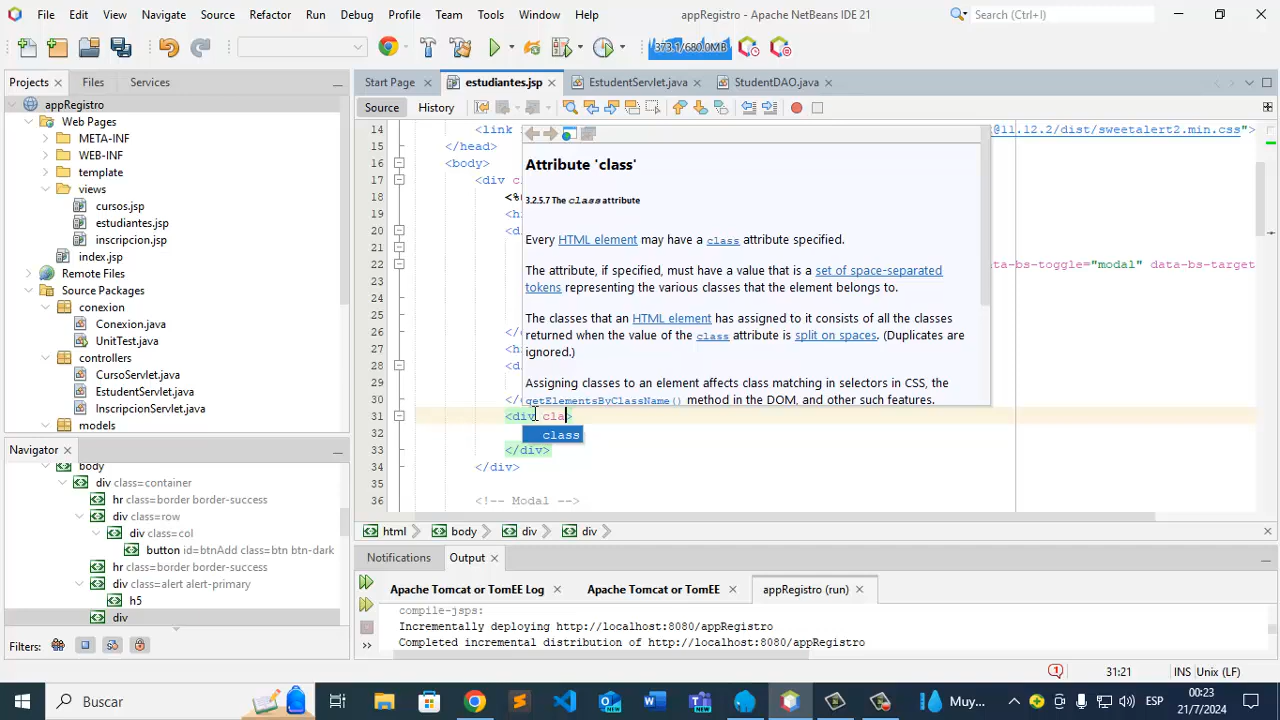 File Edit View Navigate Source Refactor Run Debug Profile Team Tools Window Help appRegistro - Apache NetBeans IDE 21 Search (Ctrl+I)
373.1/680.0MB
Projects Files Services
appRegistro
Web Pages
META-INF
WEB-INF
template
views
cursos.jsp
estudiantes.jsp
inscripcion.jsp
index.jsp
Remote Files
Source Packages
conexion
Conexion.java
UnitTest.java
controllers
CursoServlet.java
EstudentServlet.java
InscripcionServlet.java
models
Navigator
body
div class=container
hr class=border border-success
div class=row
div class=col
button id=btnAdd class=btn btn-dark
hr class=border border-success
div class=alert alert-primary
h5
div
Filters:
Start Page estudiantes.jsp EstudentServlet.java StudentDAO.java
Source History
14 <link @11.12.2/dist/sweetalert2.min.css">
15 </head>
16 <body>
17 <div c
18 <%
19 <h
20 <d
21
22 ta-bs-toggle="modal" data-bs-target
23
24
25
26 </d
27 <h
28 <d
29
30 </d
31 <div cla>
32
33 </div>
34 </div>
35
36 <!-- Modal -->
Attribute 'class'
3.2.5.7 The class attribute
Every HTML element may have a class attribute specified.
The attribute, if specified, must have a value that is a set of space-separated
tokens representing the various classes that the element belongs to.
The classes that an HTML element has assigned to it consists of all the classes
returned when the value of the class attribute is split on spaces. (Duplicates are
ignored.)
Assigning classes to an element affects class matching in selectors in CSS, the
getElementsByClassName() method in the DOM, and other such features.
class
html body div div
Notifications Output
Apache Tomcat or TomEE Log Apache Tomcat or TomEE appRegistro (run)
compile-jsps:
Incrementally deploying http://localhost:8080/appRegistro
Completed incremental distribution of http://localhost:8080/appRegistro
1 31:21 INS Unix (LF)
Buscar Muy... ESP 00:23
21/7/2024